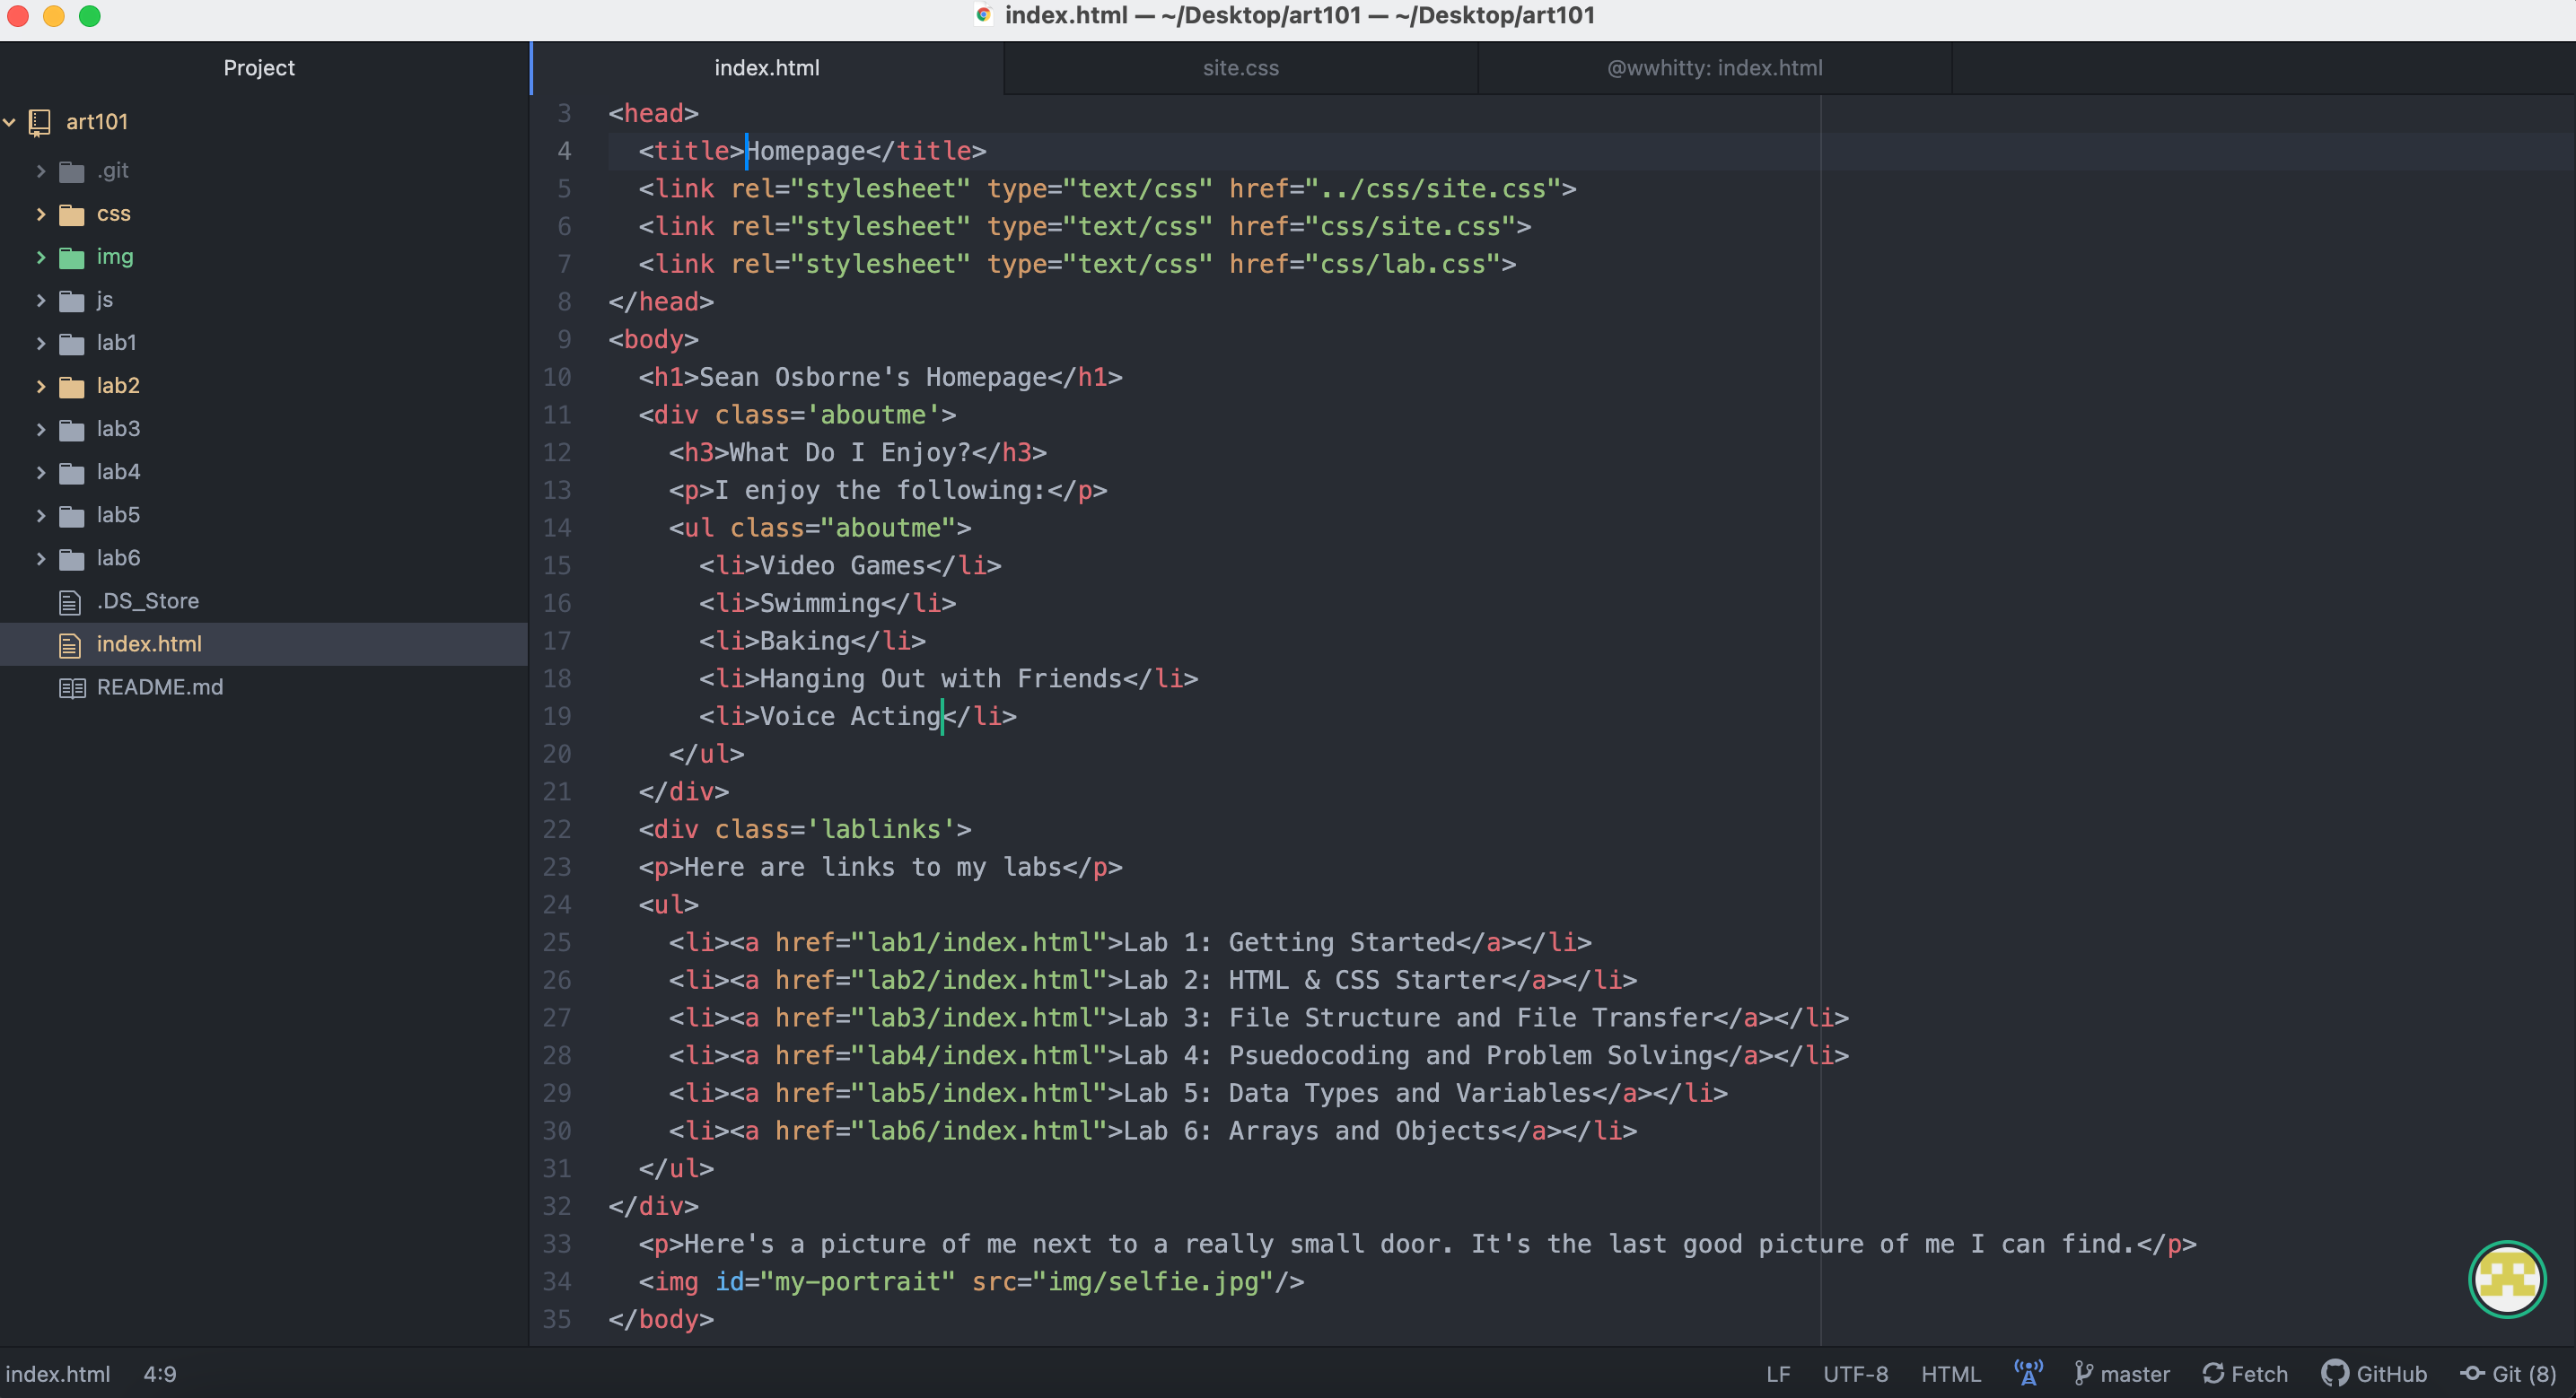 index.html — ~/Desktop/art101 — ~/Desktop/art101
Project
art101
.git
css
img
js
lab1
lab2
lab3
lab4
lab5
lab6
.DS_Store
index.html
README.md
index.html
site.css
@wwhitty: index.html
3 <head>
4 <title>Homepage</title>
5 <link rel="stylesheet" type="text/css" href="../css/site.css">
6 <link rel="stylesheet" type="text/css" href="css/site.css">
7 <link rel="stylesheet" type="text/css" href="css/lab.css">
8 </head>
9 <body>
10 <h1>Sean Osborne's Homepage</h1>
11 <div class='aboutme'>
12 <h3>What Do I Enjoy?</h3>
13 <p>I enjoy the following:</p>
14 <ul class="aboutme">
15 <li>Video Games</li>
16 <li>Swimming</li>
17 <li>Baking</li>
18 <li>Hanging Out with Friends</li>
19 <li>Voice Acting</li>
20 </ul>
21 </div>
22 <div class='lablinks'>
23 <p>Here are links to my labs</p>
24 <ul>
25 <li><a href="lab1/index.html">Lab 1: Getting Started</a></li>
26 <li><a href="lab2/index.html">Lab 2: HTML & CSS Starter</a></li>
27 <li><a href="lab3/index.html">Lab 3: File Structure and File Transfer</a></li>
28 <li><a href="lab4/index.html">Lab 4: Psuedocoding and Problem Solving</a></li>
29 <li><a href="lab5/index.html">Lab 5: Data Types and Variables</a></li>
30 <li><a href="lab6/index.html">Lab 6: Arrays and Objects</a></li>
31 </ul>
32 </div>
33 <p>Here's a picture of me next to a really small door. It's the last good picture of me I can find.</p>
34 <img id="my-portrait" src="img/selfie.jpg"/>
35 </body>
index.html 4:9
LF UTF-8 HTML master Fetch GitHub Git (8)